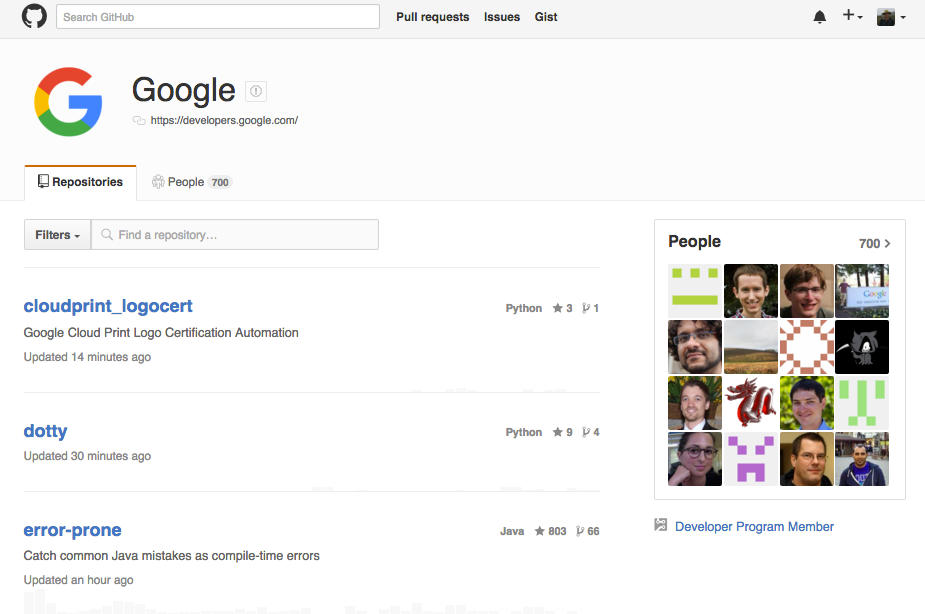 Search GitHub Pull requests Issues Gist
Google
https://developers.google.com/
Repositories People 700
Filters Find a repository…
People 700
Google
cloudprint_logocert Python 3 1
Google Cloud Print Logo Certification Automation
Updated 14 minutes ago
dotty Python 9 4
Updated 30 minutes ago
error-prone Java 803 66
Catch common Java mistakes as compile-time errors
Updated an hour ago
Developer Program Member